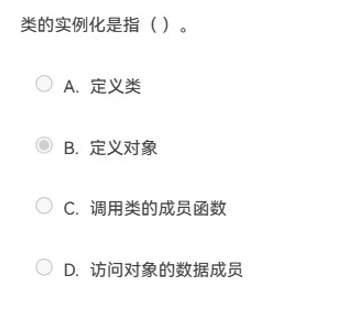 类的实例化是指（ ）。
A. 定义类
B. 定义对象
C. 调用类的成员函数
D. 访问对象的数据成员